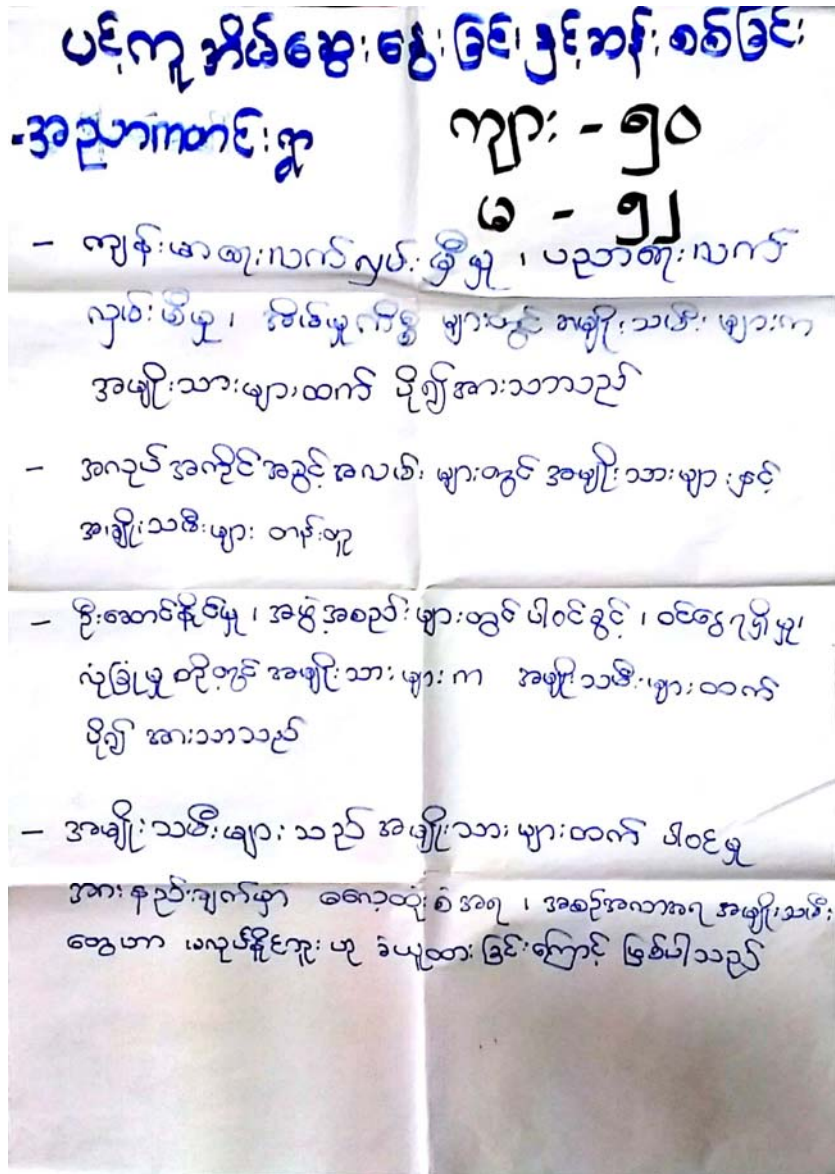 ပင့်ကူအိမ်ဆွေးနွေးခြင်းနှင့်ဆန်းစစ်ခြင်း
-အညာကတင်းရွာ ကျား - ၅၀
မ - ၅၂
- ကျန်းမာရေးလက်လှမ်းမှီမှု ၊ ပညာရေးလက်
လှမ်းမီမှု ၊ အိမ်မှုကိစ္စ များတွင် အမျိုးသမီး များက
အမျိုးသားများထက် ပို၍အားသာသည်
- အလုပ်အကိုင်အခွင့်အလမ်း များတွင် အမျိုးသားများနှင့်
အမျိုးသမီးများ တန်းတူ
- ဦးဆောင်နိုင်မှု ၊ အဖွဲ့အစည်းများတွင် ပါဝင်ခွင့် ၊ ဝင်ငွေရရှိမှု၊
လုံခြုံမှု တို့တွင် အမျိုးသားများက အမျိုးသမီးများထက်
ပို၍ အားသာသည်
- အမျိုးသမီးများသည် အမျိုးသားများထက် ပါဝင်မှု
အားနည်းချက်မှာ ဓလေ့ထုံးစံအရ ၊ အစဉ်အလာအရ အမျိုးသမီး
တွေဟာ မလုပ်နိုင်ဘူး ဟု ခံယူထားခြင်းကြောင့် ဖြစ်ပါသည်